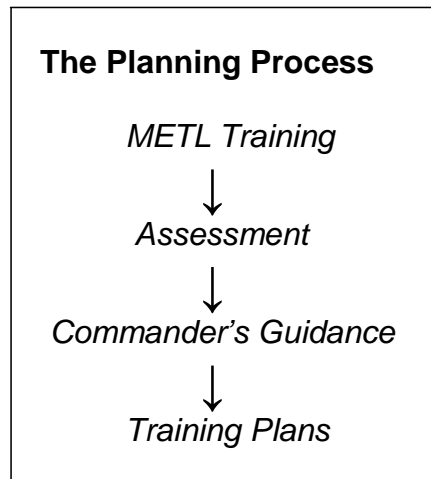 The Planning Process
METL Training
Assessment
Commander’s Guidance
Training Plans